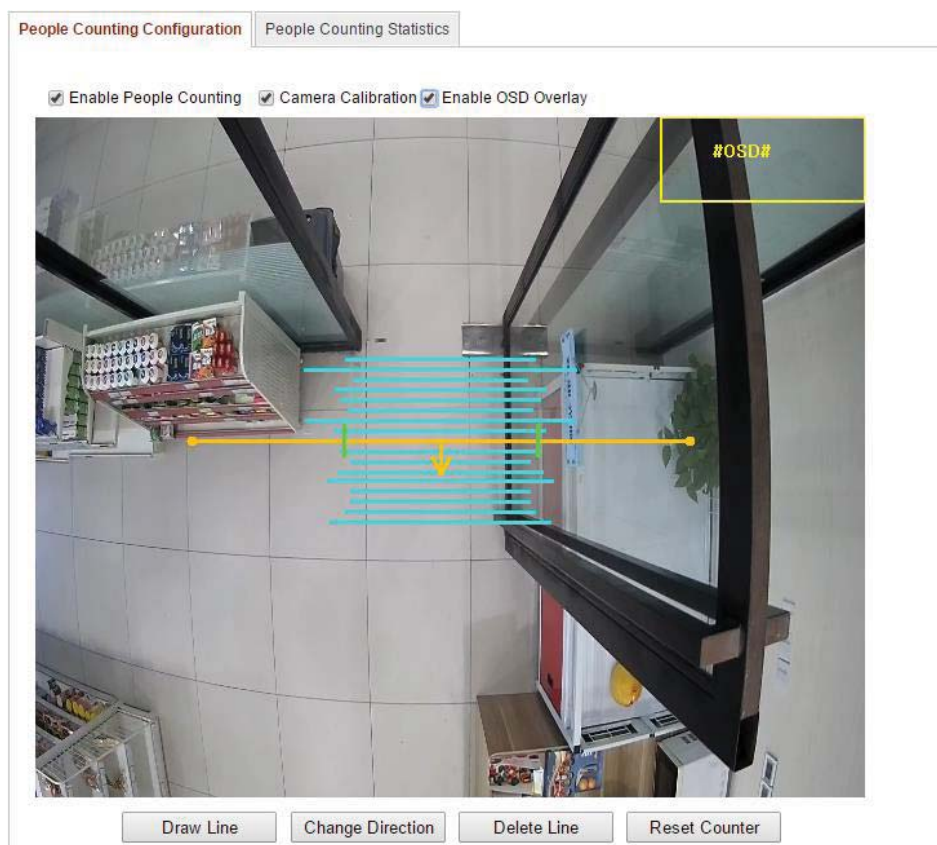 People Counting Configuration People Counting Statistics
Enable People Counting Camera Calibration Enable OSD Overlay
#OSD#
Draw Line Change Direction Delete Line Reset Counter